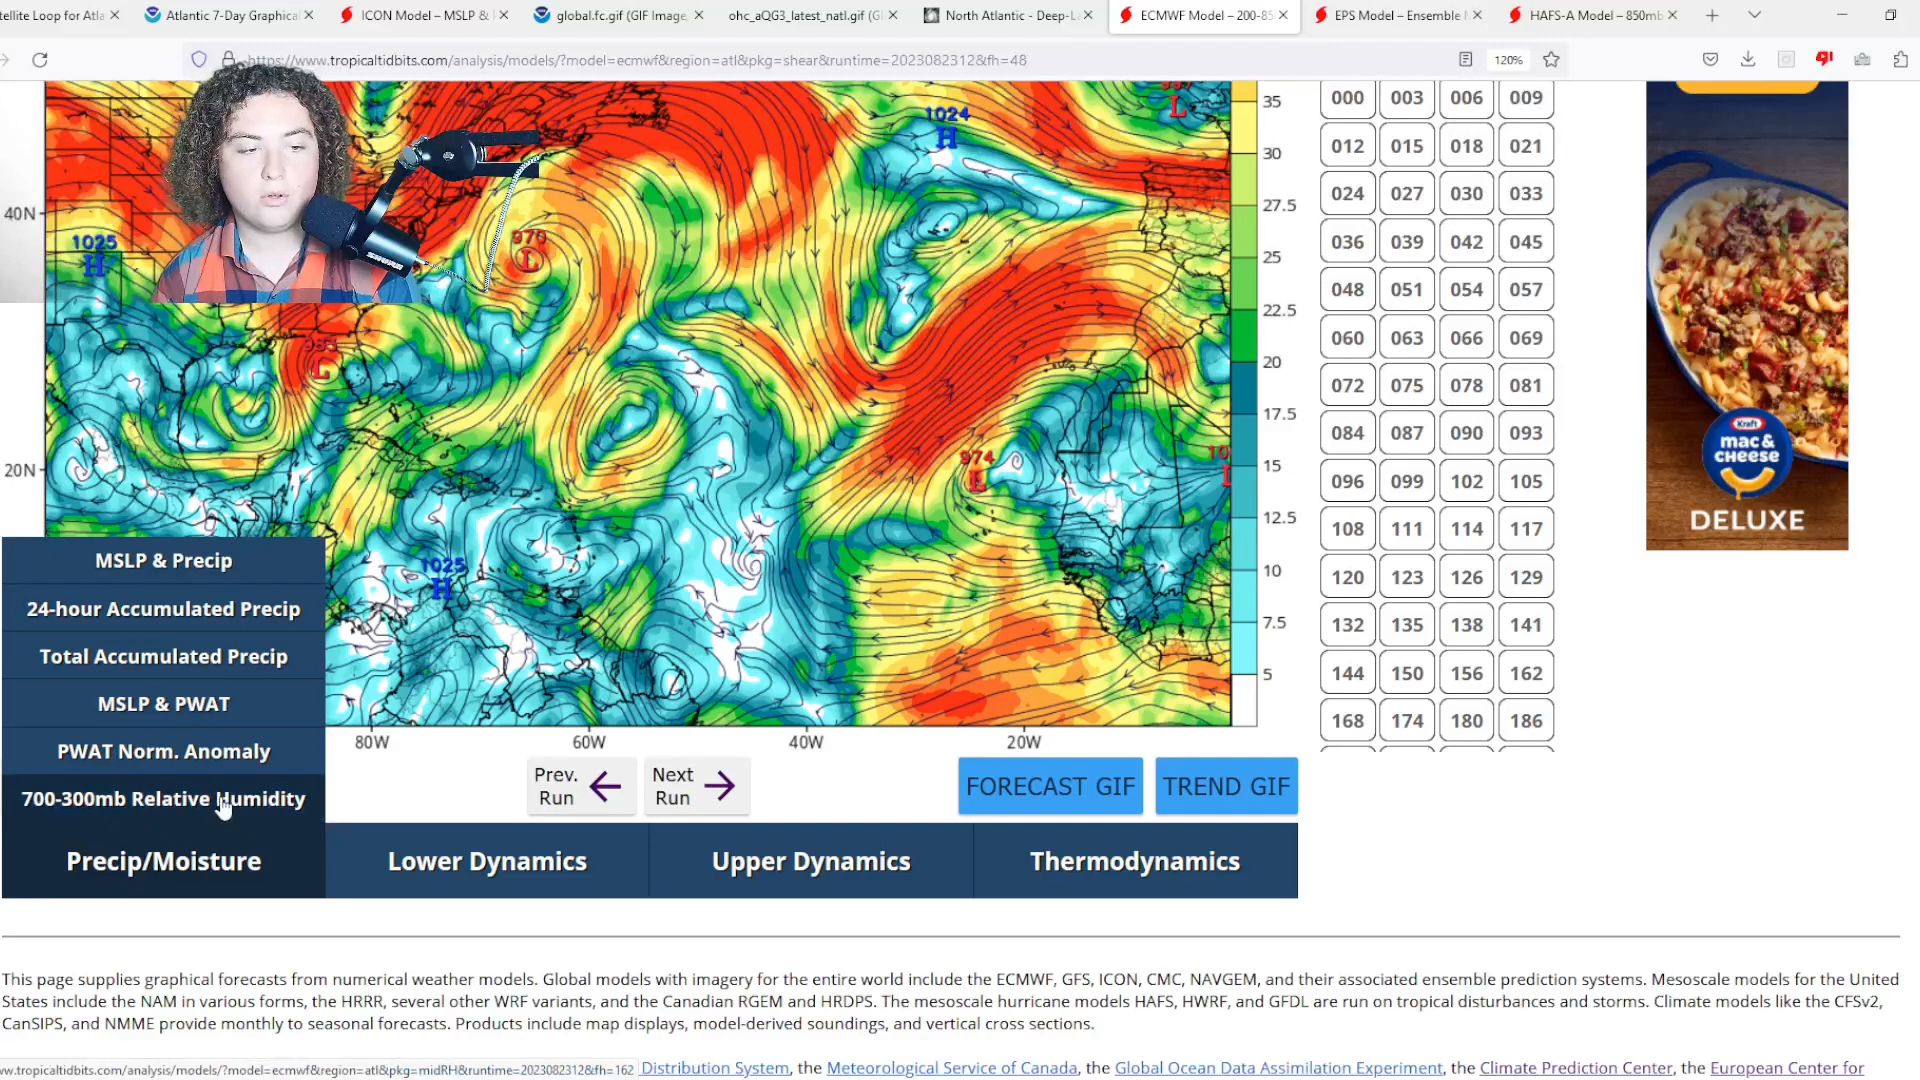 tellite Loop for Atla
Atlantic 7-Day Graphical
ICON Model – MSLP &
global.fc.gif (GIF Image,
ohc_aQG3_latest_natl.gif (GI
North Atlantic - Deep-L
ECMWF Model – 200-85
EPS Model – Ensemble
HAFS-A Model – 850mb
https://www.tropicaltidbits.com/analysis/models/?model=ecmwf&region=atl&pkg=shear&runtime=2023082312&fh=48
120%
1024
H
L
40N
1025
H
L
L
20N
974
L
10
L
1025
H
80W 60W 40W 20W
35
30
27.5
25
22.5
20
17.5
15
12.5
10
7.5
5
000 003 006 009
012 015 018 021
024 027 030 033
036 039 042 045
048 051 054 057
060 063 066 069
072 075 078 081
084 087 090 093
096 099 102 105
108 111 114 117
120 123 126 129
132 135 138 141
144 150 156 162
168 174 180 186
SHURE
Kraft
mac&
CHEESE
DELUXE
MSLP & Precip
24-hour Accumulated Precip
Total Accumulated Precip
MSLP & PWAT
PWAT Norm. Anomaly
700-300mb Relative Humidity
Prev.
Run
Next
Run
FORECAST GIF
TREND GIF
Precip/Moisture
Lower Dynamics
Upper Dynamics
Thermodynamics
This page supplies graphical forecasts from numerical weather models. Global models with imagery for the entire world include the ECMWF, GFS, ICON, CMC, NAVGEM, and their associated ensemble prediction systems. Mesoscale models for the United
States include the NAM in various forms, the HRRR, several other WRF variants, and the Canadian RGEM and HRDPS. The mesoscale hurricane models HAFS, HWRF, and GFDL are run on tropical disturbances and storms. Climate models like the CFSv2,
CanSIPS, and NMME provide monthly to seasonal forecasts. Products include map displays, model-derived soundings, and vertical cross sections.
ww.tropicaltidbits.com/analysis/models/?model=ecmwf&region=atl&pkg=midRH&runtime=2023082312&fh=162
Distribution System, the Meteorological Service of Canada, the Global Ocean Data Assimilation Experiment, the Climate Prediction Center, the European Center for